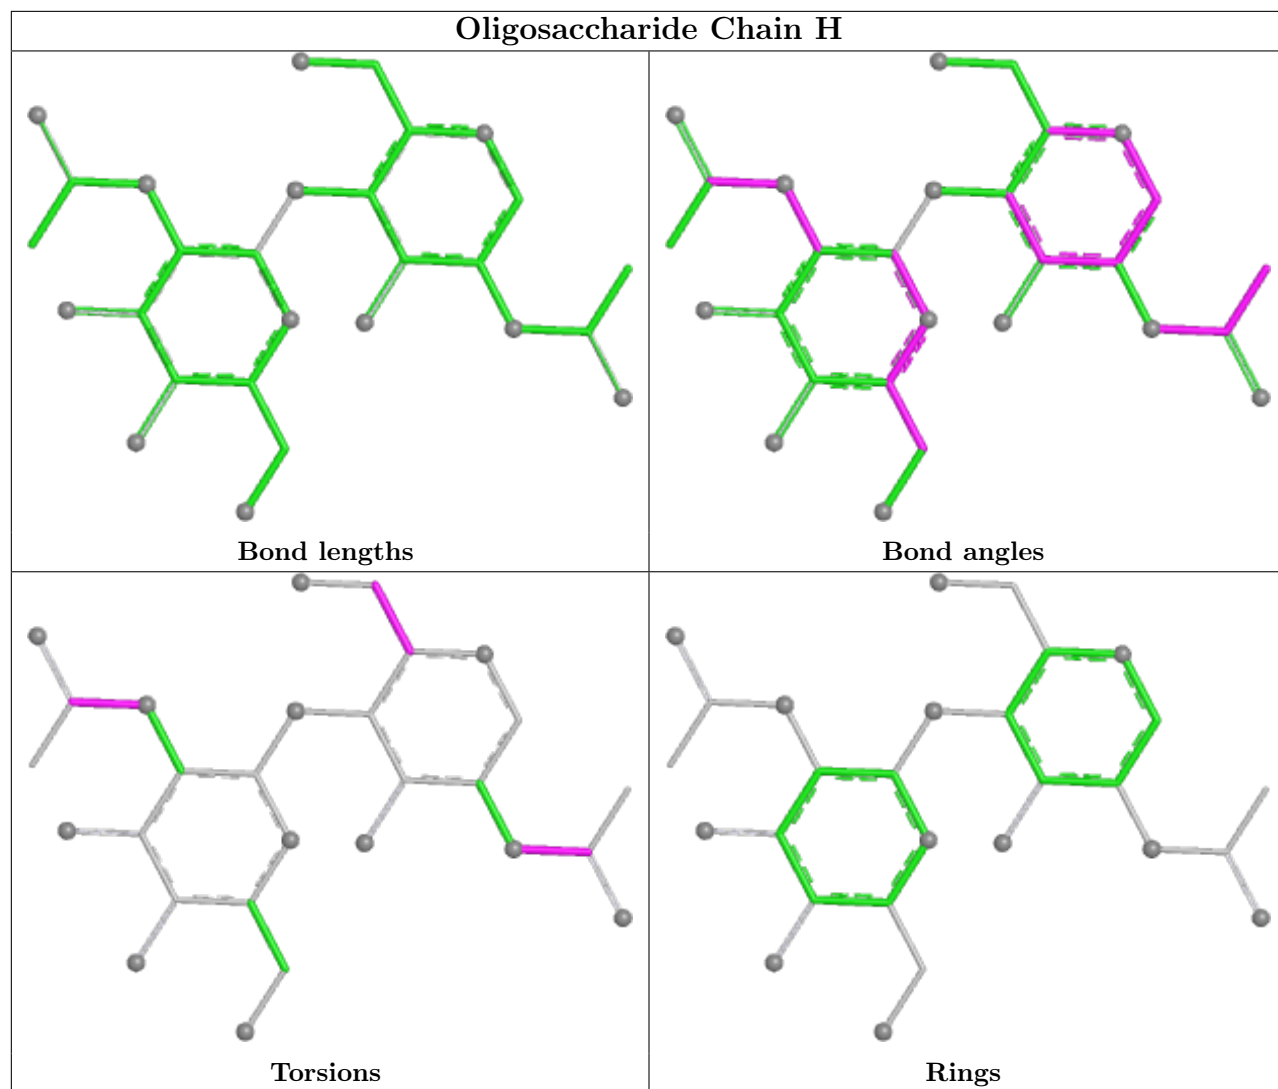 Oligosaccharide Chain H
Bond lengths
Bond angles
Torsions
Rings